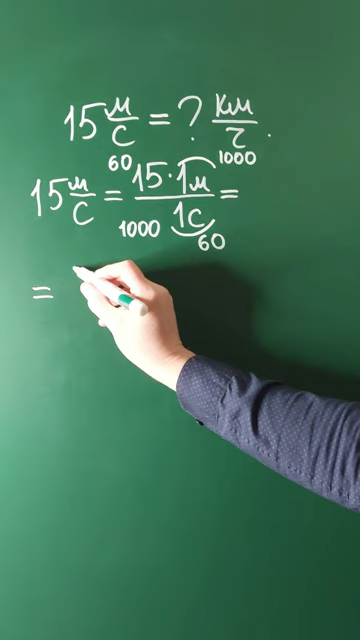 15 м/с = ? км/г.
60 1000
15 м/с = 15·1м/1с =
1000 60
=